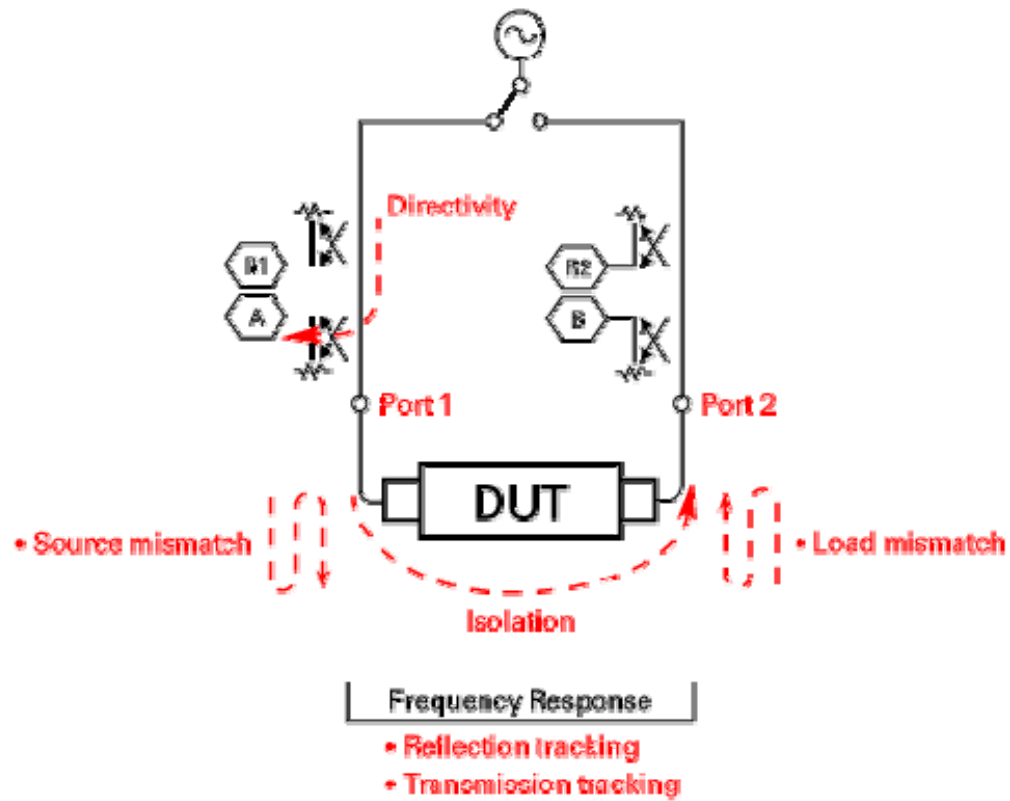 Directivity
R1
R2
A
B
Port 1
Port 2
DUT
• Source mismatch
• Load mismatch
Isolation
Frequency Response
• Reflection tracking
• Transmission tracking